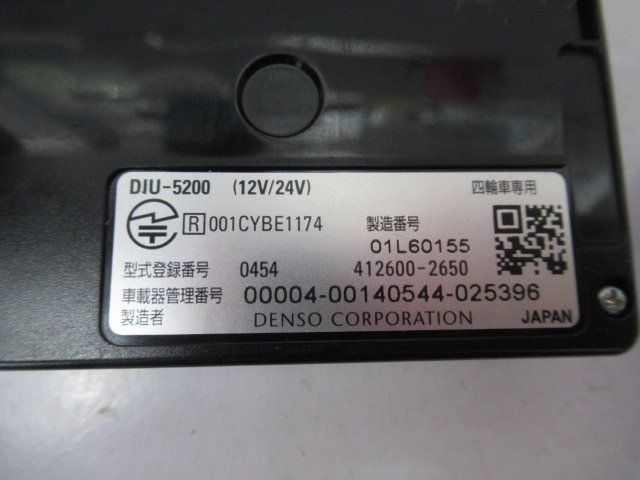 DIU-5200 (12V/24V) 四輪車専用
R 001CYBE1174 製造番号
01L60155
型式登録番号 0454 412600-2650
車載器管理番号 00004-00140544-025396
製造者 DENSO CORPORATION JAPAN